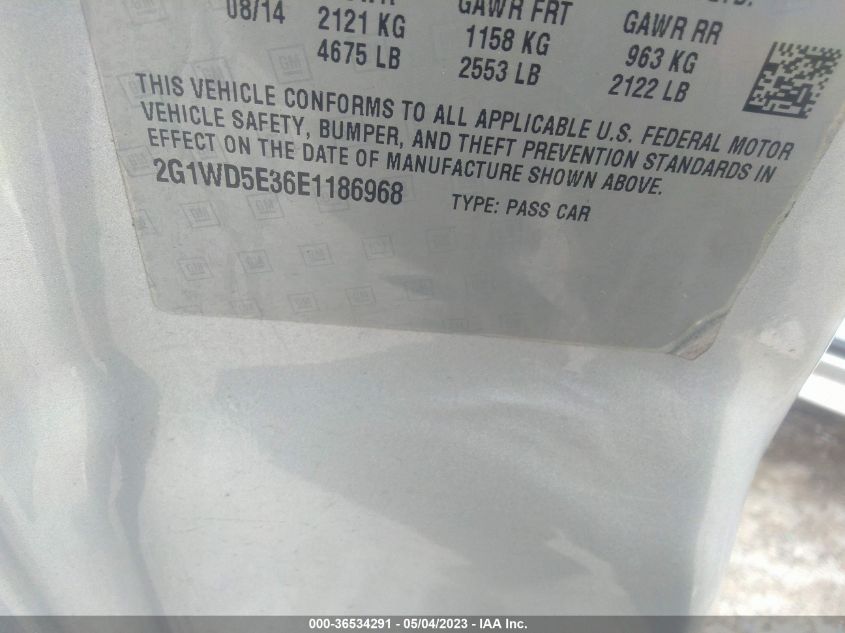 08/14 2121 KG 4675 LB
GAWR FRT 1158 KG 2553 LB
GAWR RR 963 KG 2122 LB
THIS VEHICLE CONFORMS TO ALL APPLICABLE U.S. FEDERAL MOTOR
VEHICLE SAFETY, BUMPER, AND THEFT PREVENTION STANDARDS IN
EFFECT ON THE DATE OF MANUFACTURE SHOWN ABOVE.
2G1WD5E36E1186968 TYPE: PASS CAR
000-36534291 - 05/04/2023 - IAA Inc.